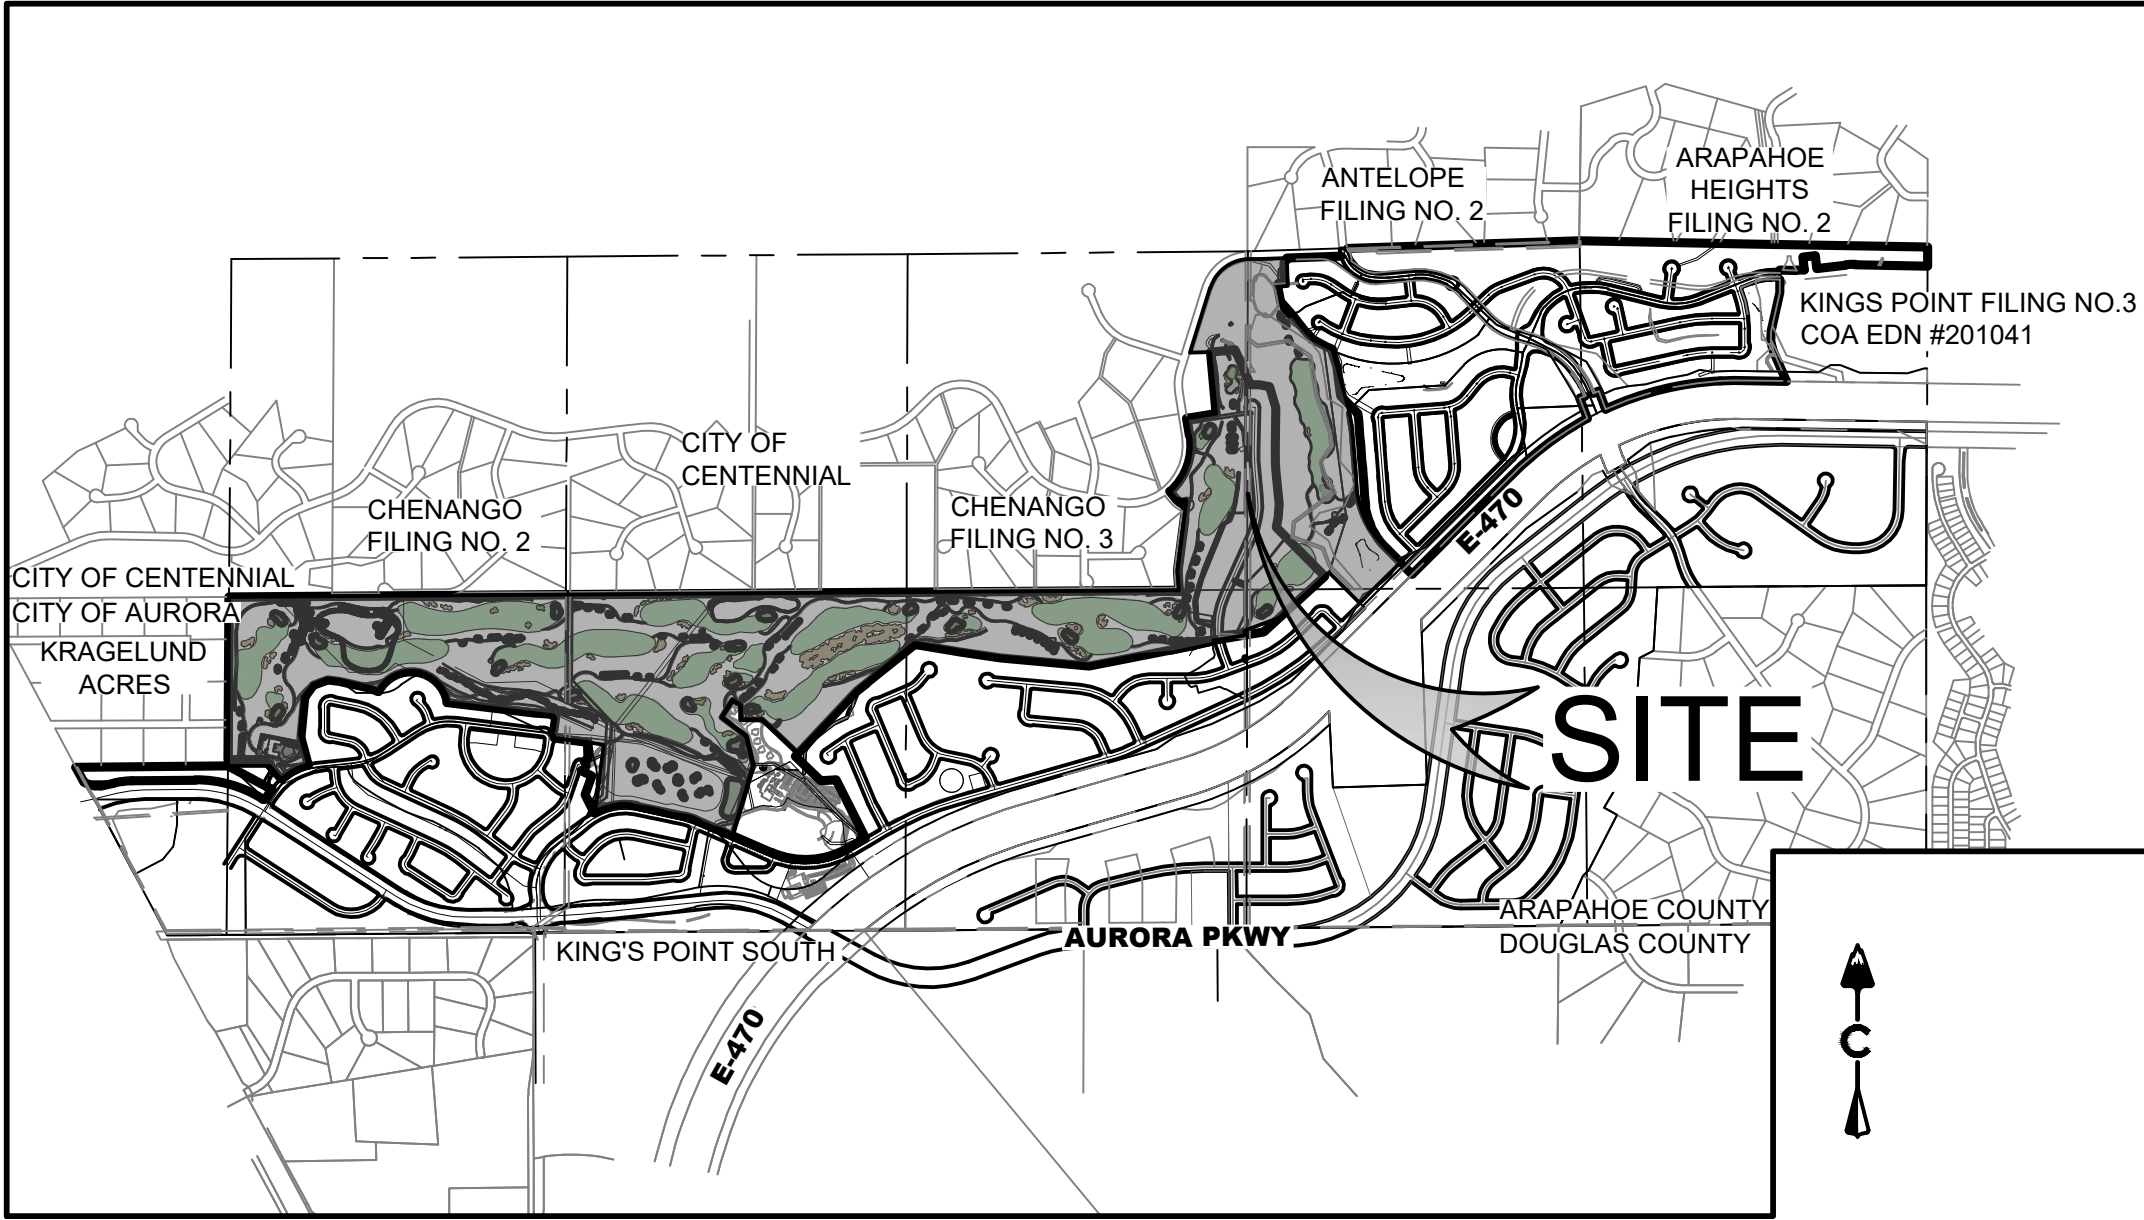 ANTELOPE
FILING NO. 2
ARAPAHOE
HEIGHTS
FILING NO. 2
KINGS POINT FILING NO.3
COA EDN #201041
CITY OF
CENTENNIAL
CHENANGO
FILING NO. 2
CHENANGO
FILING NO. 3
E-470
CITY OF CENTENNIAL
CITY OF AURORA
KRAGELUND
ACRES
SITE
ARAPAHOE COUNTY
DOUGLAS COUNTY
KING'S POINT SOUTH
AURORA PKWY
E-470
C